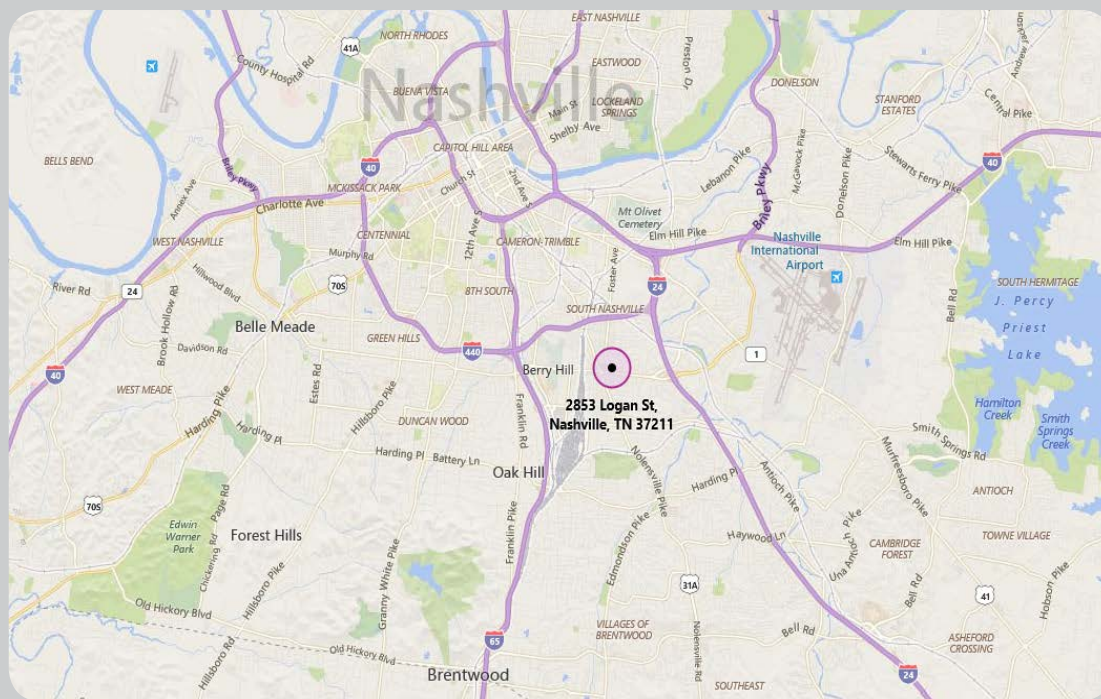 EAST NASHVILLE
NORTH RHODES
41A
County Hospital Rd
EASTWOOD
Preston Dr
DONELSON
Andrew Jackson
BUENA VISTA
Nashville
Main St
LOCKELAND
SPRINGS
STANFORD
ESTATES
Central Pike
Shelby Ave
BELLS BEND
Briley Pkwy
CAPITOL HILL AREA
40
40
McGavock Pike
Lebanon Pike
Briley Pkwy
Donelson Pike
Stewarts Ferry Pike
Annex Ave
MCKISSACK PARK
Church St
2nd Ave S
Charlotte Ave
Mt Olivet
Cemetery
WEST NASHVILLE
CENTENNIAL
12th Ave S
CAMERON-TRIMBLE
Elm Hill Pike
Nashville
International
Airport
Elm Hill Pike
Murphy Rd
Foster Ave
Hillwood Blvd
70S
24
River Rd
24
8TH SOUTH
SOUTH NASHVILLE
Bell Rd
SOUTH HERMITAGE
J. Percy
Priest
Lake
Brook Hollow Rd
Belle Meade
GREEN HILLS
Davidson Rd
440
1
Berry Hill
40
Estes Rd
WEST MEADE
Harding Pike
Hillsboro Pike
2853 Logan St,
Nashville, TN 37211
Hamilton
Creek
Smith
Springs
Creek
Franklin Rd
DUNCAN WOOD
Harding Pl
Harding Pl
Battery Ln
Smith Springs Rd
Oak Hill
Nolensville Pike
Harding Pl
Antioch Pike
Murfreesboro Pike
ANTIOCH
70S
Page Rd
Edwin
Warner
Park
Forest Hills
Franklin Pike
Haywood Ln
Una Antioch Pike
CAMBRIDGE
FOREST
TOWNE VILLAGE
Chickering Rd
Hillsboro Pike
Granny White Pike
Edmondson Pike
31A
Bell Rd
41
Hobson Pike
Old Hickory Blvd
VILLAGES OF
BRENTWOOD
Bell Rd
ASHEFORD
CROSSING
Hillsboro Rd
Old Hickory Blvd
65
Nolensville Rd
Brentwood
24
SOUTHEAST